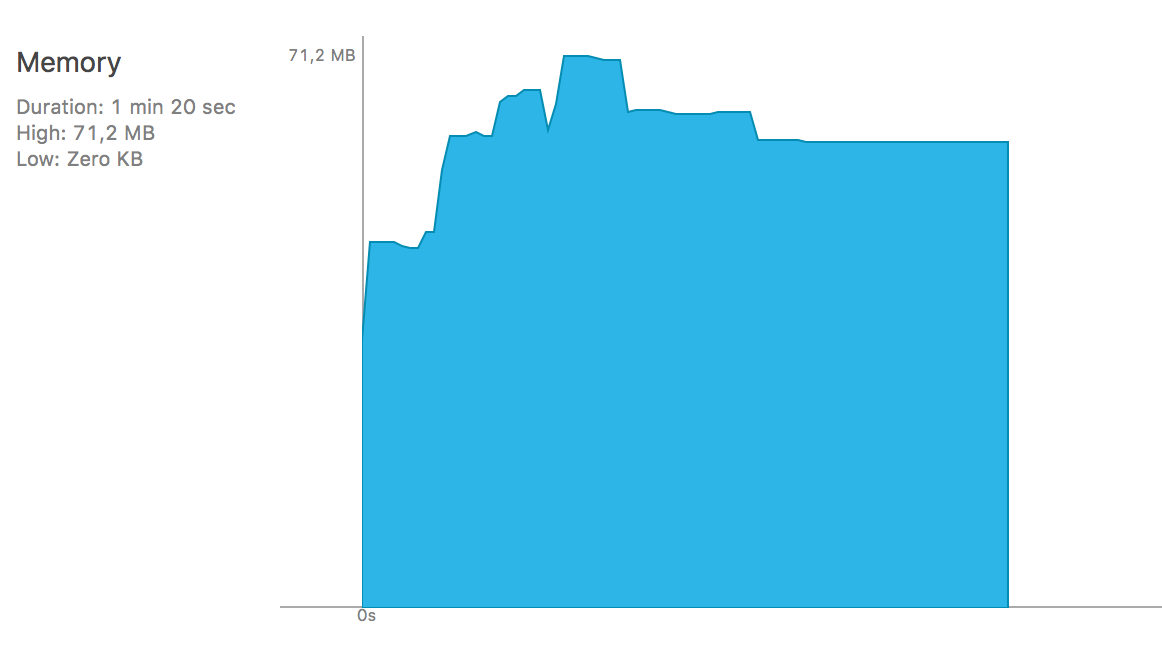 Memory
Duration: 1 min 20 sec
High: 71,2 MB
Low: Zero KB
71,2 MB
0s